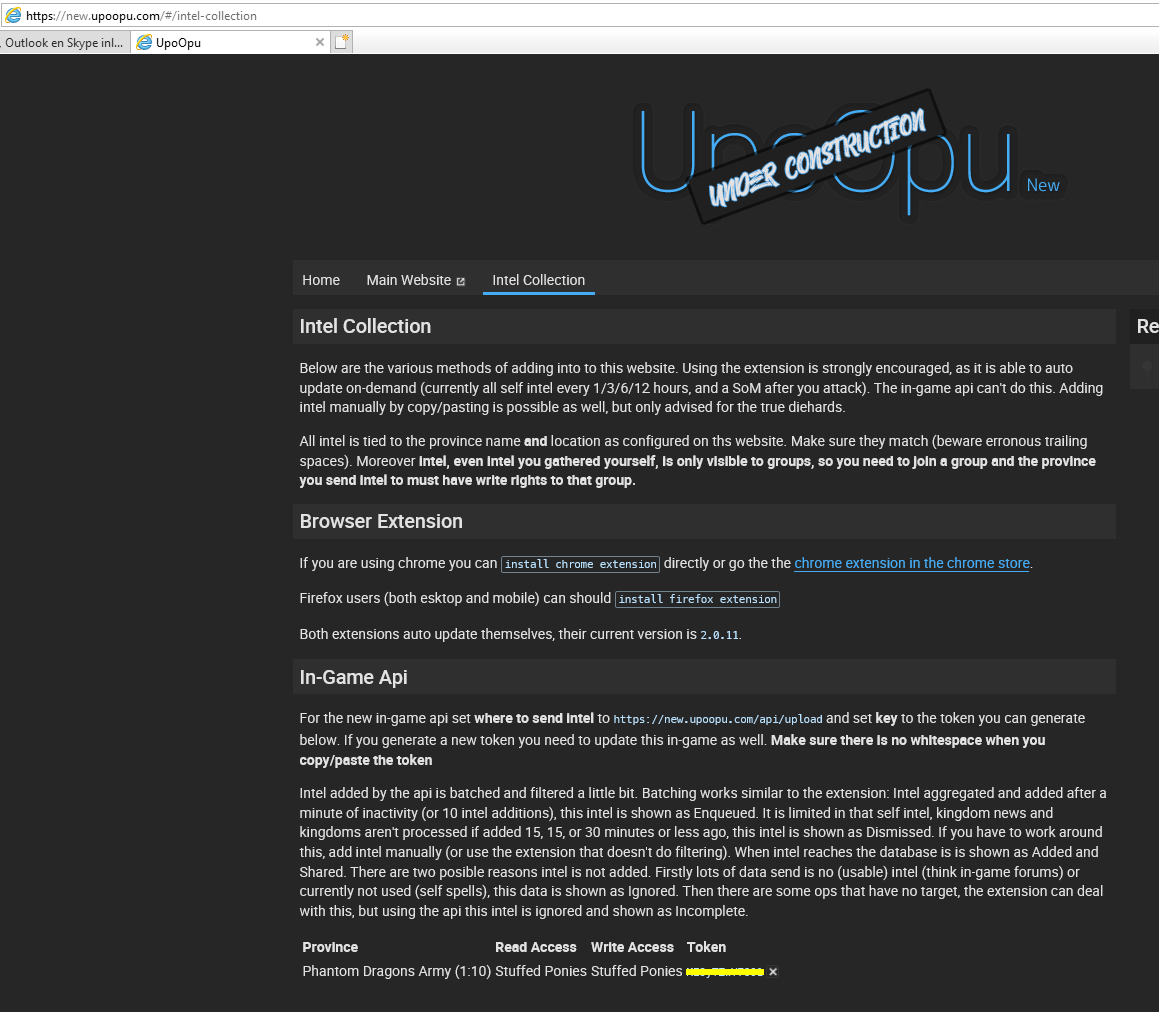 https://new.upoopu.com/#/intel-collection
, Outlook en Skype inl...
UpoOpu
UpoOpu
UNDER CONSTRUCTION
New
Home
Main Website
Intel Collection
Intel Collection
Re
Below are the various methods of adding into to this website. Using the extension is strongly encouraged, as it is able to auto
update on-demand (currently all self intel every 1/3/6/12 hours, and a SoM after you attack). The in-game api can't do this. Adding
intel manually by copy/pasting is possible as well, but only advised for the true diehards.
All intel is tied to the province name and location as configured on ths website. Make sure they match (beware erronous trailing
spaces). Moreover intel, even intel you gathered yourself, is only visible to groups, so you need to join a group and the province
you send intel to must have write rights to that group.
Browser Extension
If you are using chrome you can install chrome extension directly or go the the chrome extension in the chrome store.
Firefox users (both esktop and mobile) can should install firefox extension
Both extensions auto update themselves, their current version is 2.0.11.
In-Game Api
For the new in-game api set where to send intel to https://new.upoopu.com/api/upload and set key to the token you can generate
below. If you generate a new token you need to update this in-game as well. Make sure there is no whitespace when you
copy/paste the token
Intel added by the api is batched and filtered a little bit. Batching works similar to the extension: Intel aggregated and added after a
minute of inactivity (or 10 intel additions), this intel is shown as Enqueued. It is limited in that self intel, kingdom news and
kingdoms aren't processed if added 15, 15, or 30 minutes or less ago, this intel is shown as Dismissed. If you have to work around
this, add intel manually (or use the extension that doesn't do filtering). When intel reaches the database is is shown as Added and
Shared. There are two posible reasons intel is not added. Firstly lots of data send is no (usable) intel (think in-game forums) or
currently not used (self spells), this data is shown as Ignored. Then there are some ops that have no target, the extension can deal
with this, but using the api this intel is ignored and shown as Incomplete.
Province Read Access Write Access Token
Phantom Dragons Army (1:10) Stuffed Ponies Stuffed Ponies